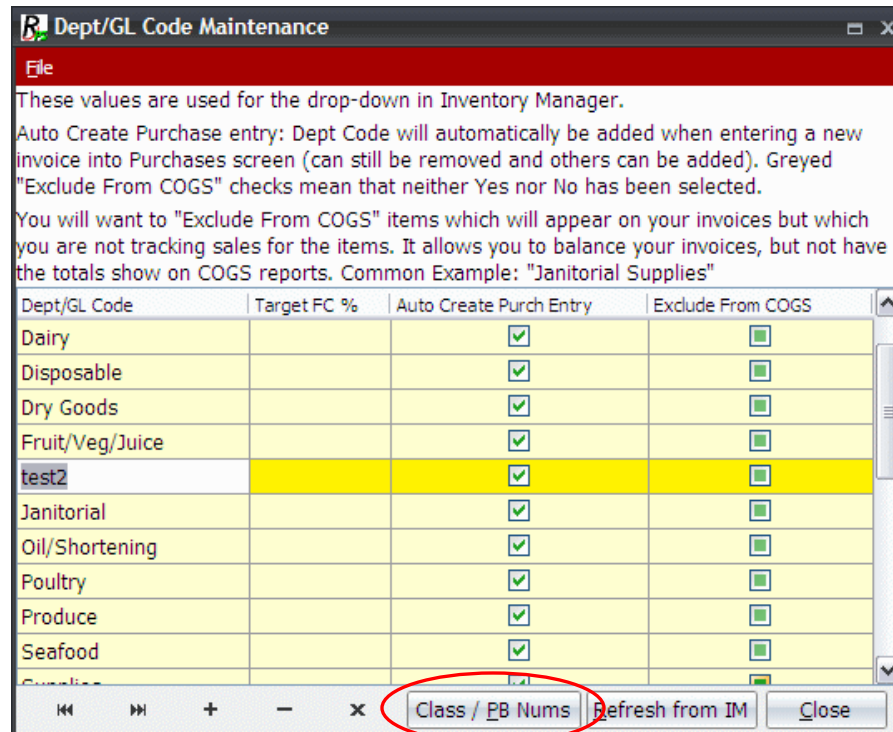 Dept/GL Code Maintenance
File
These values are used for the drop-down in Inventory Manager.
Auto Create Purchase entry: Dept Code will automatically be added when entering a new
invoice into Purchases screen (can still be removed and others can be added). Greyed
"Exclude From COGS" checks mean that neither Yes nor No has been selected.
You will want to "Exclude From COGS" items which will appear on your invoices but which
you are not tracking sales for the items. It allows you to balance your invoices, but not have
the totals show on COGS reports. Common Example: "Janitorial Supplies"
Dept/GL Code Target FC % Auto Create Purch Entry Exclude From COGS
Dairy
Disposable
Dry Goods
Fruit/Veg/Juice
test2
Janitorial
Oil/Shortening
Poultry
Produce
Seafood
Class / PB Nums Refresh from IM Close